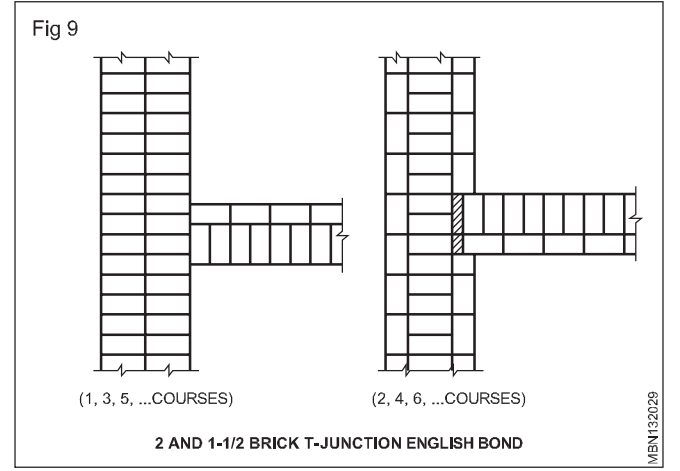 Fig 9
(1, 3, 5, ...COURSES)
(2, 4, 6, ...COURSES)
2 AND 1-1/2 BRICK T-JUNCTION ENGLISH BOND
MBN132029